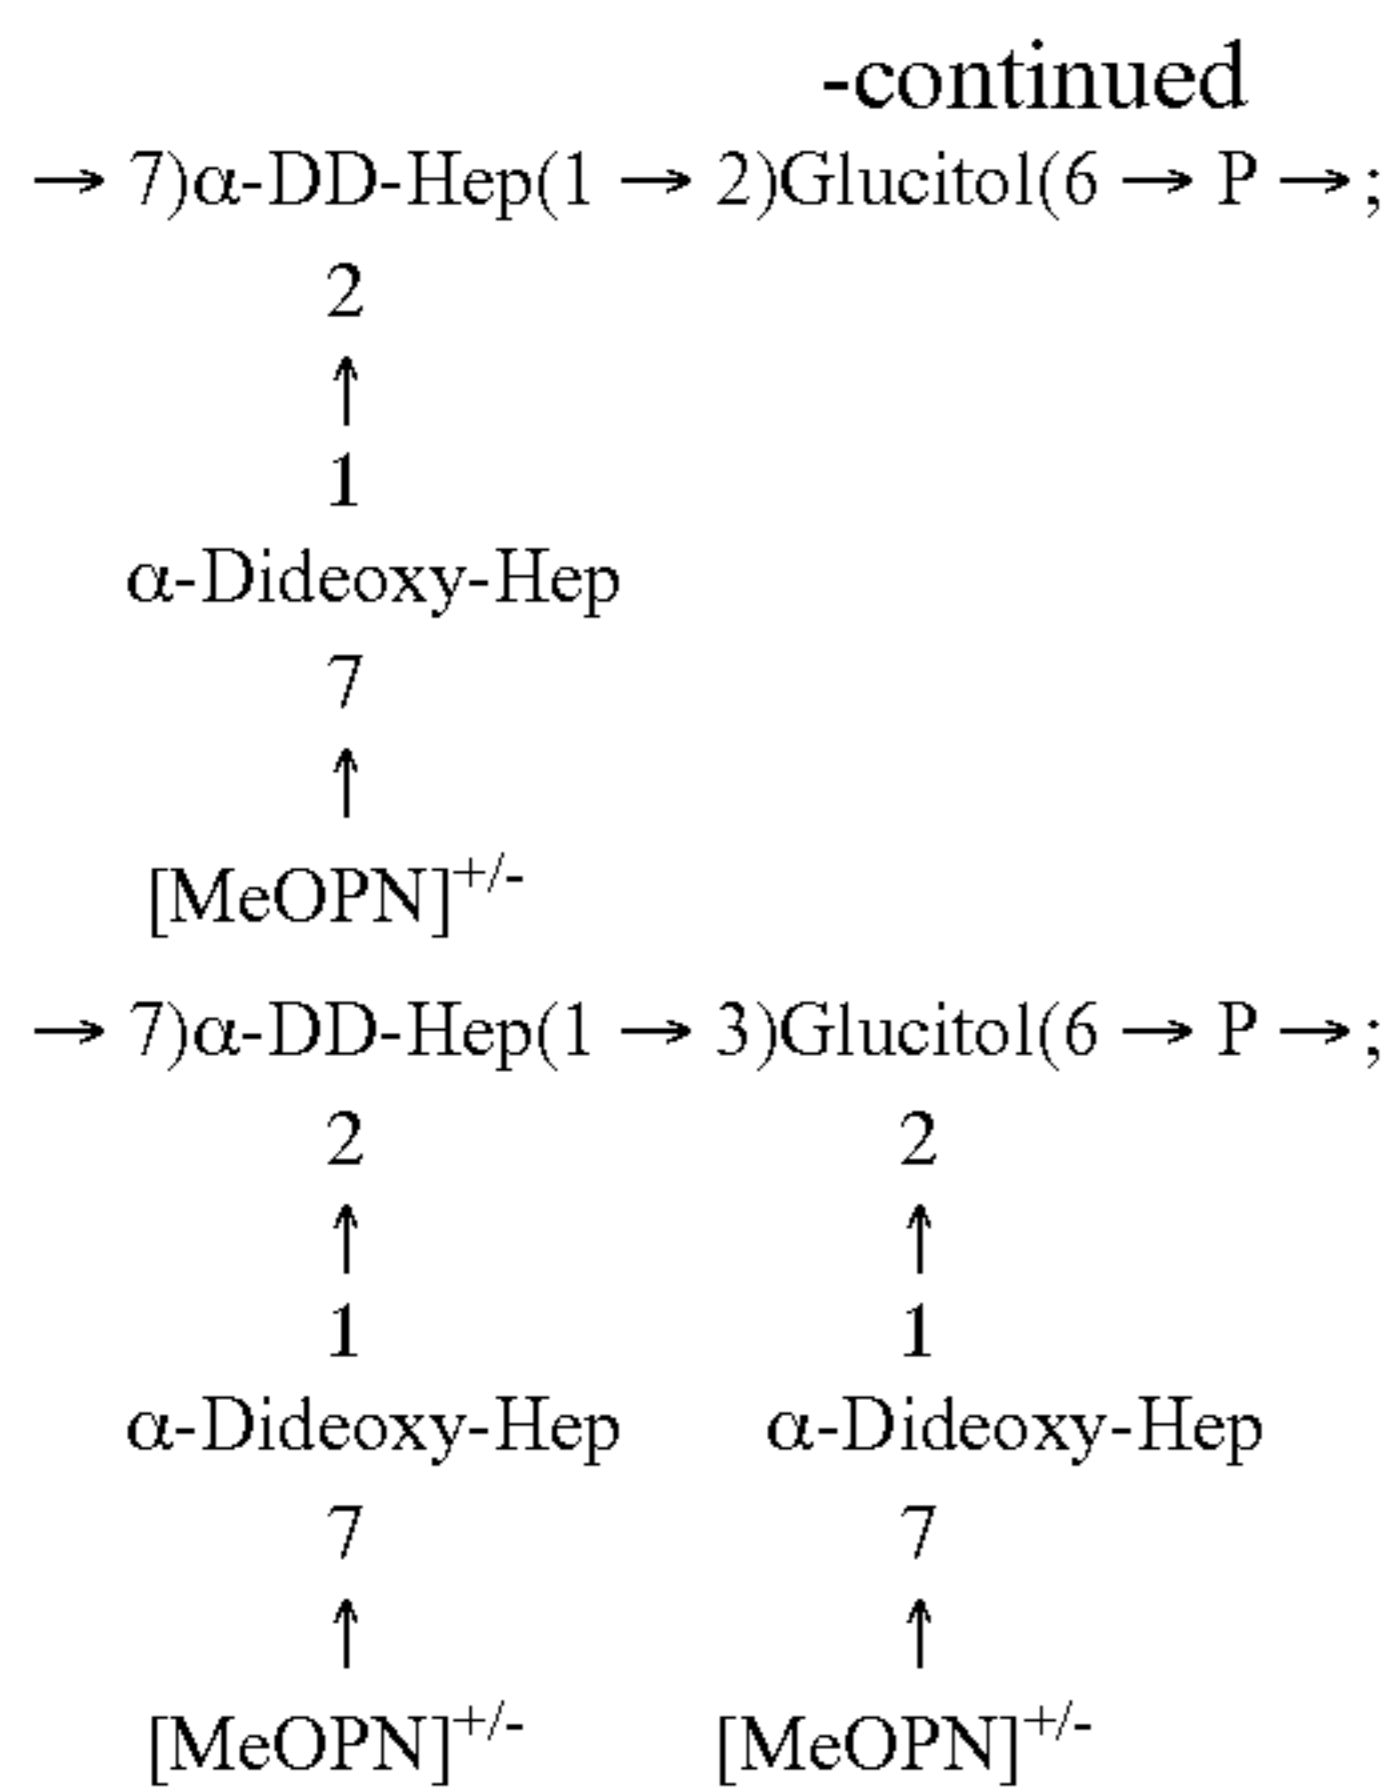 -continued
→ 7)α-DD-Hep(1 → 2)Glucitol(6 → P →;
2
↑
1
α-Dideoxy-Hep
7
↑
[MeOPN]+/-
→ 7)α-DD-Hep(1 → 3)Glucitol(6 → P →;
2 2
↑ ↑
1 1
α-Dideoxy-Hep α-Dideoxy-Hep
7 7
↑ ↑
[MeOPN]+/- [MeOPN]+/-